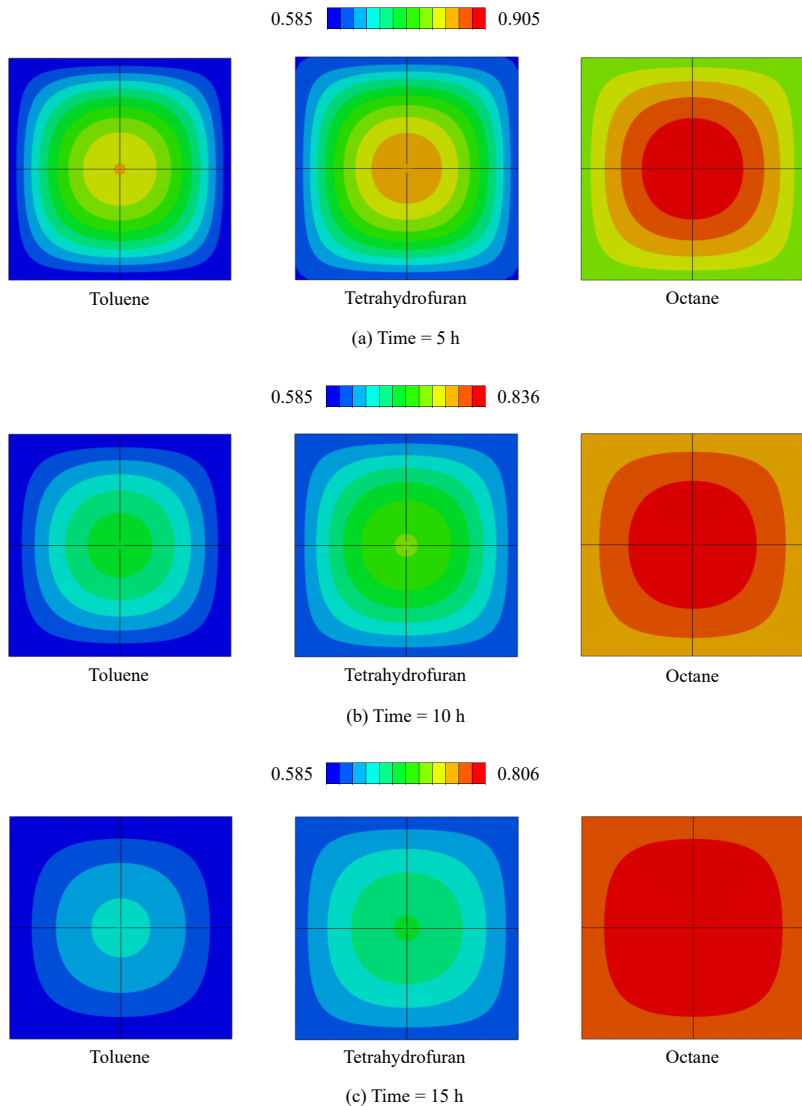 0.585 0.905
Toluene Tetrahydrofuran Octane
(a) Time = 5 h
0.585 0.836
Toluene Tetrahydrofuran Octane
(b) Time = 10 h
0.585 0.806
Toluene Tetrahydrofuran Octane
(c) Time = 15 h